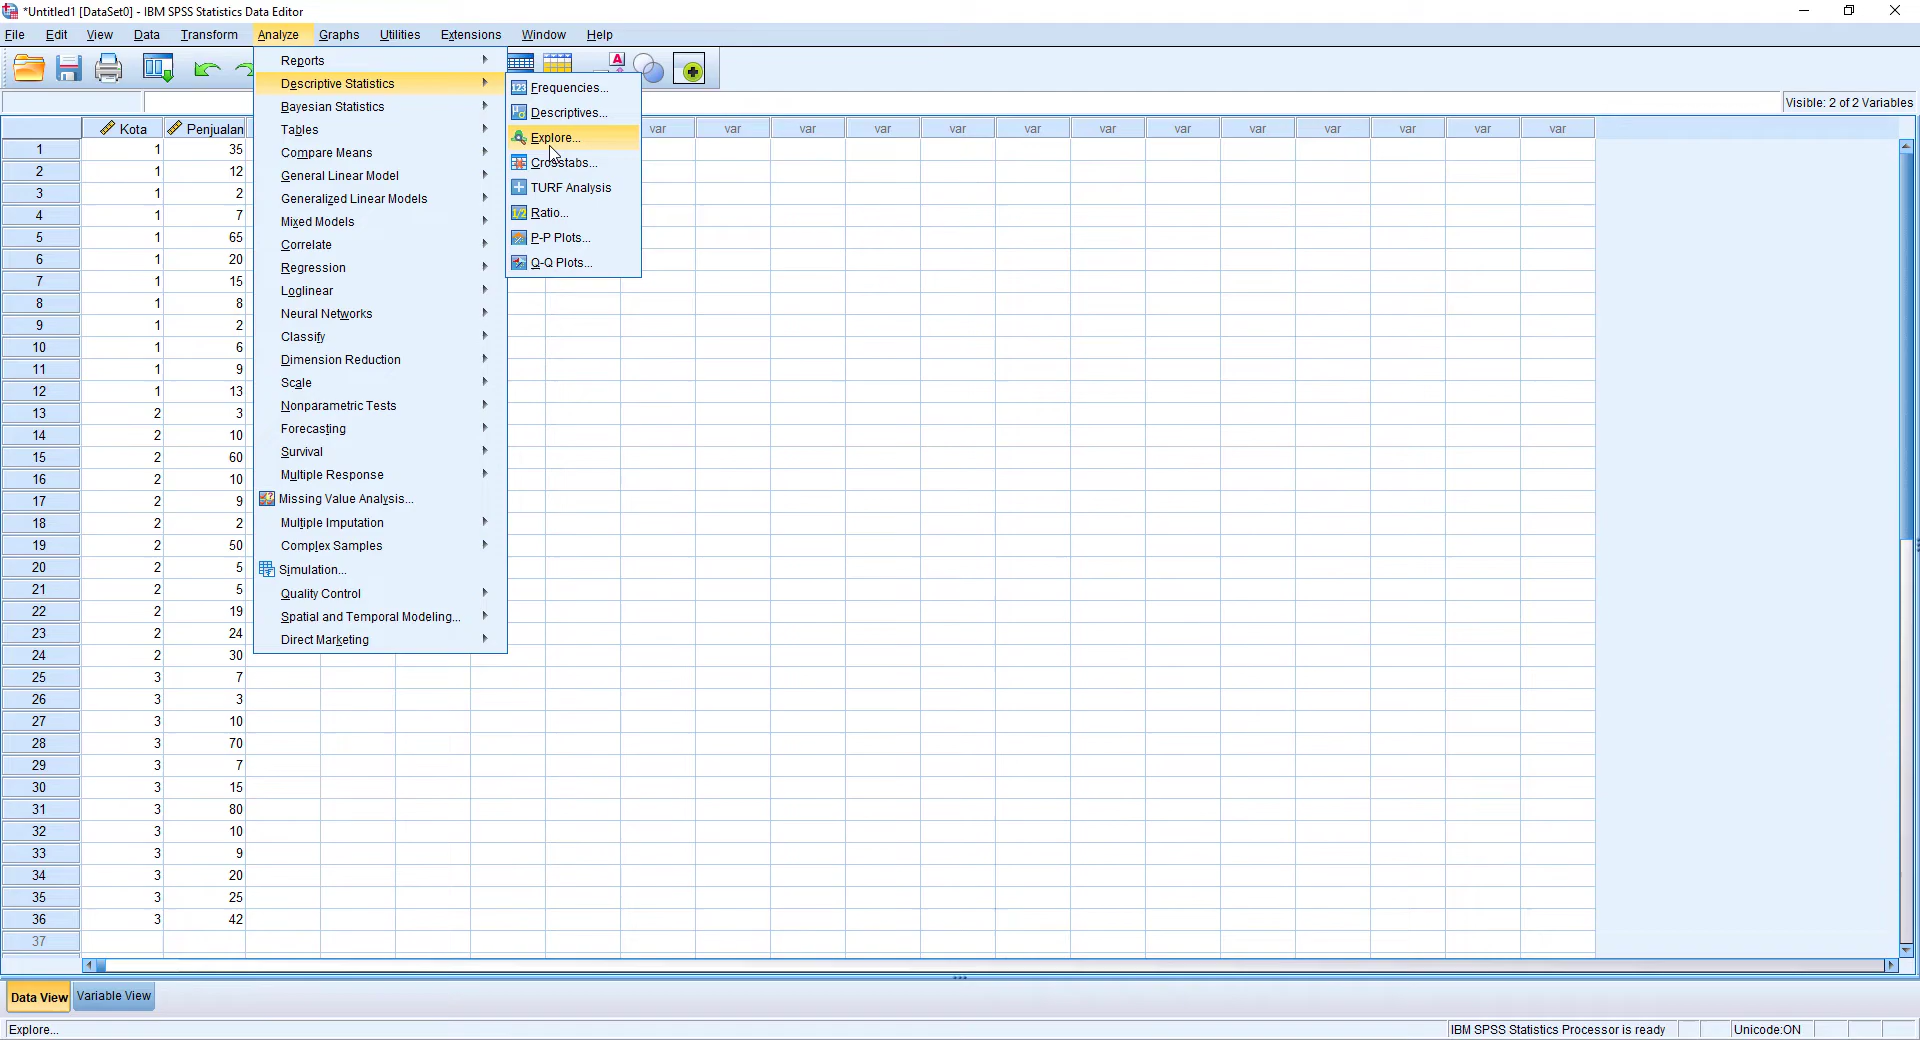 *Untitled1 [DataSet0] - IBM SPSS Statistics Data Editor
File Edit View Data Transform Analyze Graphs Utilities Extensions Window Help
Visible: 2 of 2 Variables
Reports
Descriptive Statistics
Bayesian Statistics
Tables
Compare Means
General Linear Model
Generalized Linear Models
Mixed Models
Correlate
Regression
Loglinear
Neural Networks
Classify
Dimension Reduction
Scale
Nonparametric Tests
Forecasting
Survival
Multiple Response
Missing Value Analysis...
Multiple Imputation
Complex Samples
Simulation...
Quality Control
Spatial and Temporal Modeling...
Direct Marketing
Frequencies...
Descriptives...
Explore...
Crosstabs...
TURF Analysis
Ratio...
P-P Plots...
Q-Q Plots...
Kota Penjualan var var var var var var var var var var var var var
1 1 35
2 1 12
3 1 2
4 1 7
5 1 65
6 1 20
7 1 15
8 1 8
9 1 2
10 1 6
11 1 9
12 1 13
13 2 3
14 2 10
15 2 60
16 2 10
17 2 9
18 2 2
19 2 50
20 2 5
21 2 5
22 2 19
23 2 24
24 2 30
25 3 7
26 3 3
27 3 10
28 3 70
29 3 7
30 3 15
31 3 80
32 3 10
33 3 9
34 3 20
35 3 25
36 3 42
37
Data View Variable View
Explore... IBM SPSS Statistics Processor is ready Unicode:ON